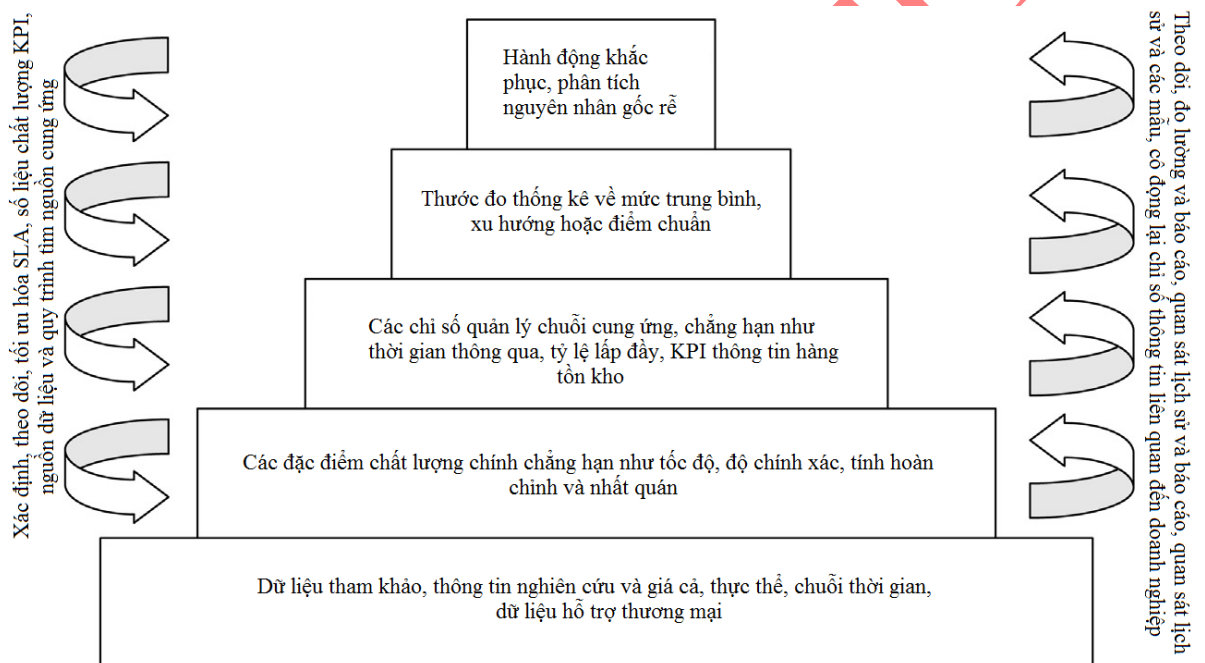 Xác định, theo dõi, tối ưu hóa SLA, số liệu chất lượng KPI,
nguồn dữ liệu và quy trình tìm nguồn cung ứng
Hành động khắc
phục, phân tích
nguyên nhân gốc rễ
Thước đo thống kê về mức trung bình,
xu hướng hoặc điểm chuẩn
Các chỉ số quản lý chuỗi cung ứng, chẳng hạn như
thời gian thông qua, tỷ lệ lấp đầy, KPI thông tin hàng
tồn kho
Các đặc điểm chất lượng chính chẳng hạn như tốc độ, độ chính xác, tính hoàn
chỉnh và nhất quán
Dữ liệu tham khảo, thông tin nghiên cứu và giá cả, thực thể, chuỗi thời gian,
dữ liệu hỗ trợ thương mại
Theo dõi, đo lường và báo cáo, quan sát lịch sử và báo cáo, quan sát lịch
sử và các mẫu, cô đọng lại chỉ số thông tin liên quan đến doanh nghiệp